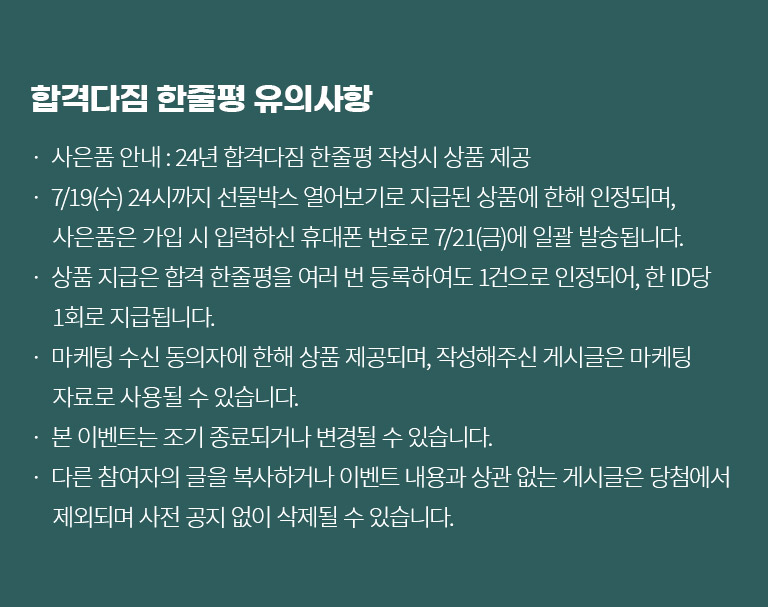 합격다짐 한줄평 유의사항
· 사은품 안내 : 24년 합격다짐 한줄평 작성시 상품 제공
· 7/19(수) 24시까지 선물박스 열어보기로 지급된 상품에 한해 인정되며,
사은품은 가입 시 입력하신 휴대폰 번호로 7/21(금)에 일괄 발송됩니다.
· 상품 지급은 합격 한줄평을 여러 번 등록하여도 1건으로 인정되어, 한 ID당
1회로 지급됩니다.
· 마케팅 수신 동의자에 한해 상품 제공되며, 작성해주신 게시글은 마케팅
자료로 사용될 수 있습니다.
· 본 이벤트는 조기 종료되거나 변경될 수 있습니다.
· 다른 참여자의 글을 복사하거나 이벤트 내용과 상관 없는 게시글은 당첨에서
제외되며 사전 공지 없이 삭제될 수 있습니다.